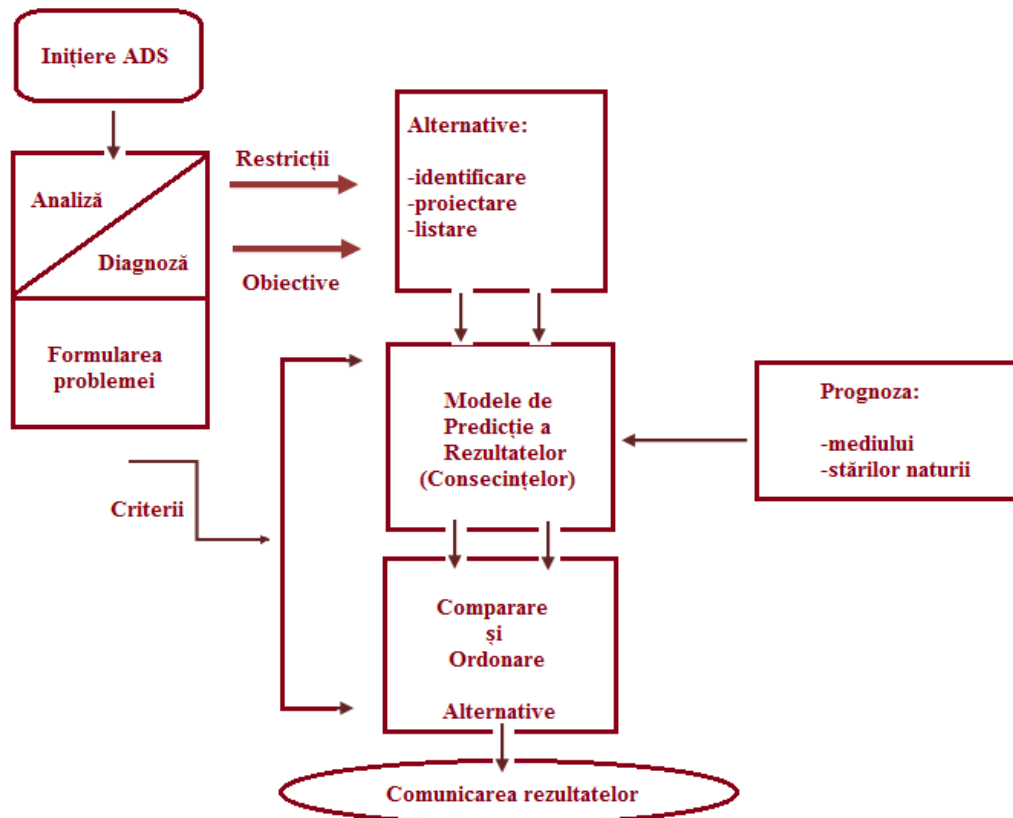 Inițiere ADS
Analiză
Diagnoză
Formularea
problemei
Restricții
Obiective
Alternative:
-identificare
-proiectare
-listare
Criterii
Modele de
Predicție a
Rezultatelor
(Consecințelor)
Prognoza:
-mediului
-stărilor naturii
Comparare
și
Ordonare
Alternative
Comunicarea rezultatelor